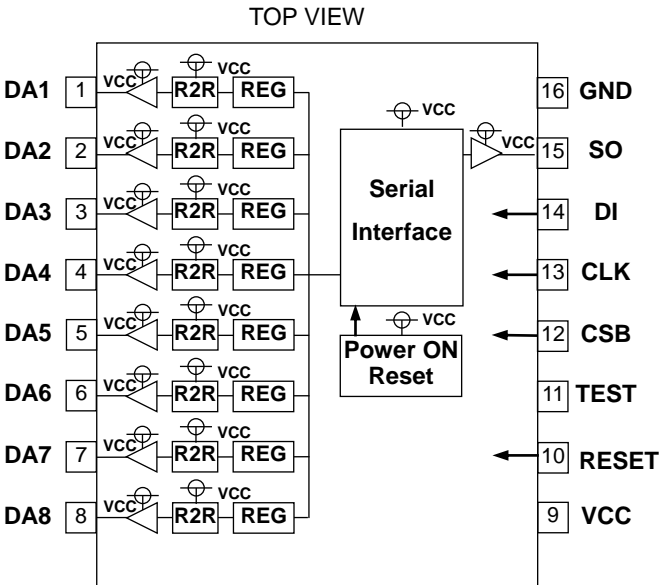 TOP VIEW
DA1 1 VCC R2R VCC REG
DA2 2 VCC R2R VCC REG
DA3 3 VCC R2R VCC REG
DA4 4 VCC R2R VCC REG
DA5 5 VCC R2R VCC REG
DA6 6 VCC R2R VCC REG
DA7 7 VCC R2R VCC REG
DA8 8 VCC R2R VCC REG
VCC
Serial
Interface
VCC
Power ON
Reset
VCC
16 GND
15 SO
14 DI
13 CLK
12 CSB
11 TEST
10 RESET
9 VCC